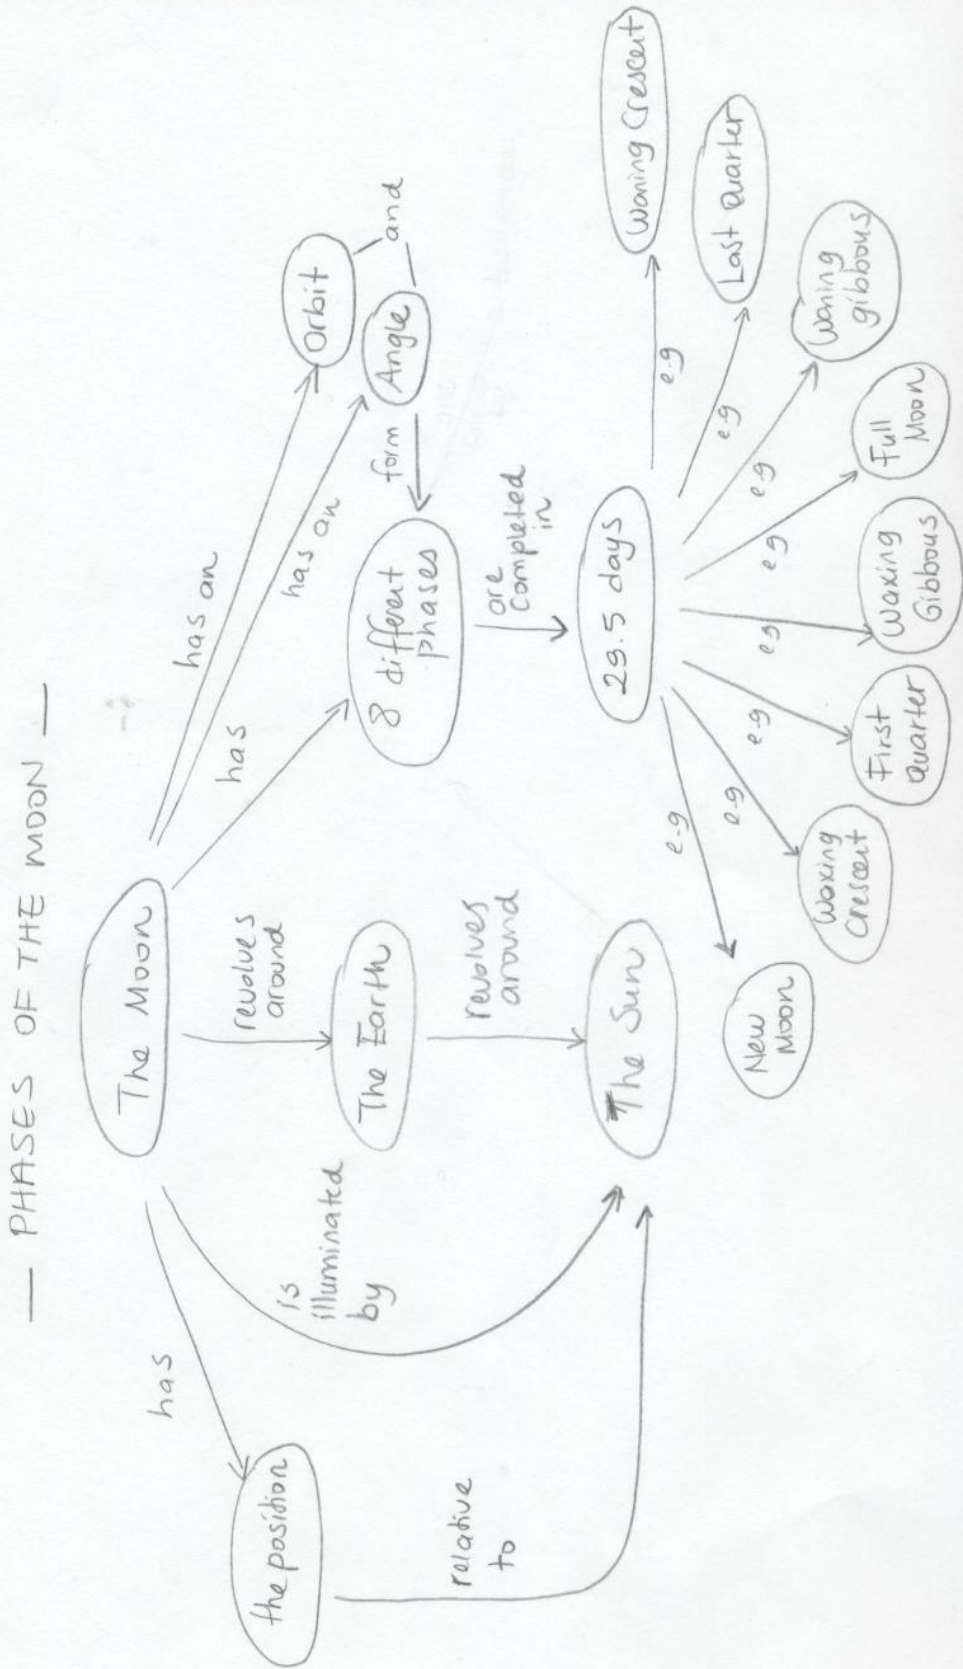 — PHASES OF THE MOON —
The Moon
has
the position
relative
to
is
illuminated
by
revolves
around
The Earth
revolves
around
The Sun
has
8 different
phases
has an
has an
Orbit
and
Angle
form
are
completed
in
29.5 days
e.g
New
Moon
e.g
Waxing
Crescent
e.g
First
Quarter
e.g
Waxing
Gibbous
e.g
Full
Moon
e.g
Waning
gibbous
e.g
Last Quarter
e.g
Waning Crescent